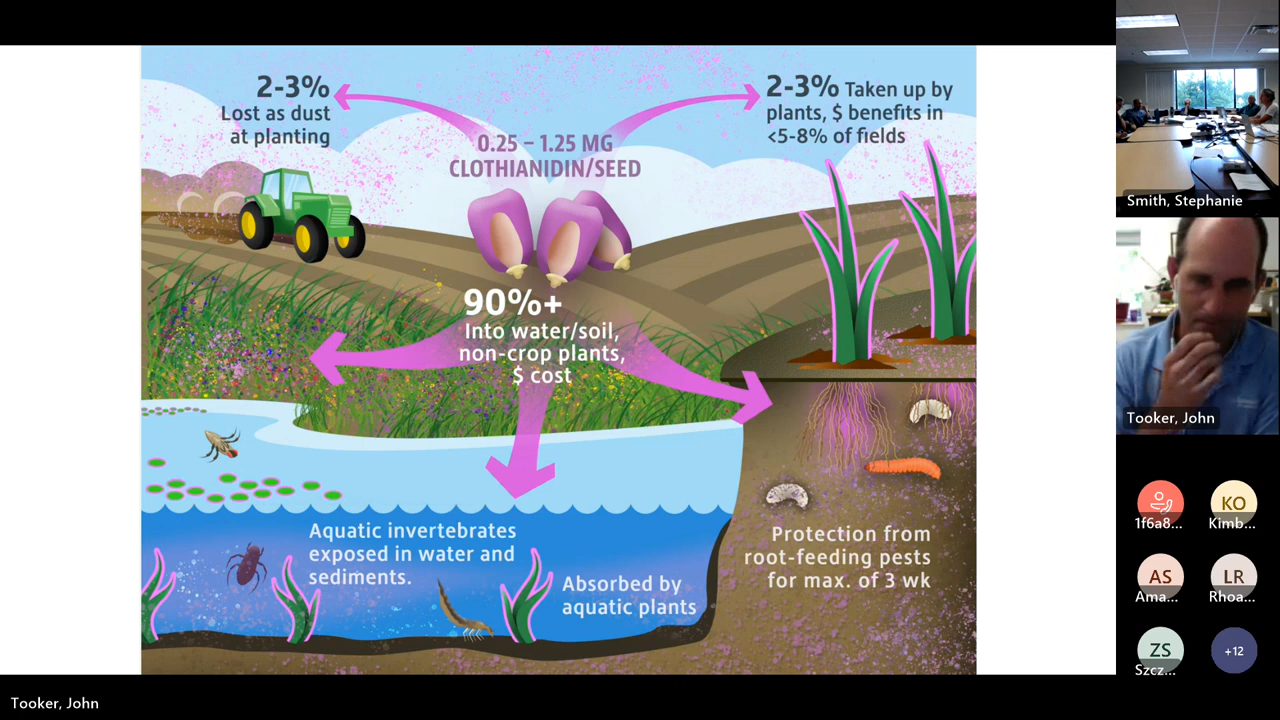 2-3%
Lost as dust
at planting
0.25 – 1.25 MG
CLOTHIANIDIN/SEED
2-3% Taken up by
plants, $ benefits in
<5-8% of fields
90%+
Into water/soil,
non-crop plants,
$ cost
Aquatic invertebrates
exposed in water and
sediments.
Absorbed by
aquatic plants
Protection from
root-feeding pests
for max. of 3 wk
Smith, Stephanie
Tooker, John
1f6a8...
KO
Kimb...
AS
Ama...
LR
Rhoa...
ZS
Szcz...
+12
Tooker, John